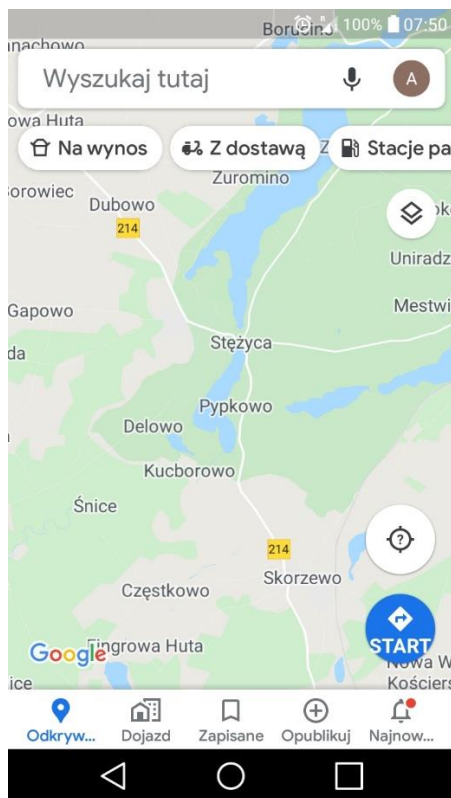 Borucino
100% 07:50
anachowo
Wyszukaj tutaj
A
owa Huta
Na wynos
Z dostawą
Stacje pa
Zuromino
orowiec
Dubowo
214
Uniradz
Gapowo
Mestwi
da
Stężyca
Pypkowo
Delowo
Kucborowo
Śnice
214
Skorzewo
Częstkowo
START
Google
Fingrowa Huta
Nowa W
Kościers
ice
Odkryw...
Dojazd
Zapisane
Opublikuj
Najnow...